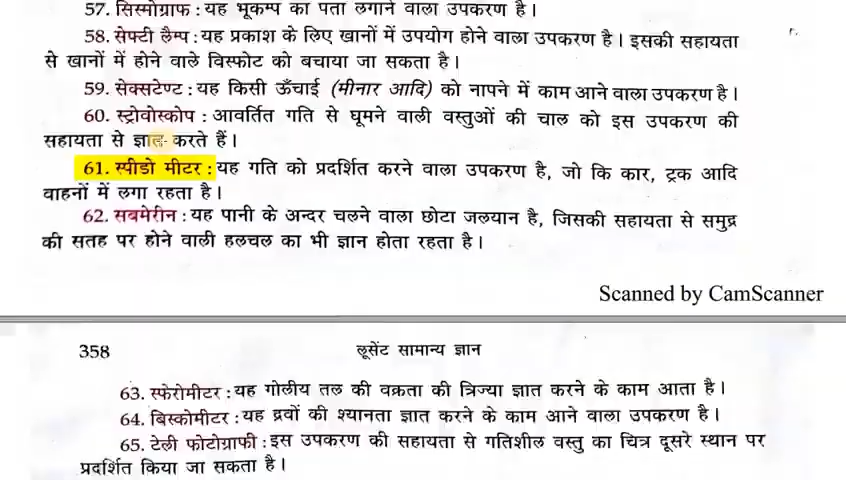 57. सिस्मोग्राफ : यह भूकम्प का पता लगाने वाला उपकरण है।
58. सेफ्टी लैम्प : यह प्रकाश के लिए खानों में उपयोग होने वाला उपकरण है। इसकी सहायता
से खानों में होने वाले विस्फोट को बचाया जा सकता है।
59. सेक्सटेण्ट : यह किसी ऊँचाई (मीनार आदि) को नापने में काम आने वाला उपकरण है।
60. स्ट्रोवोस्कोप : आवर्तित गति से घूमने वाली वस्तुओं की चाल को इस उपकरण की
सहायता से ज्ञात करते हैं।
61. स्पीडो मीटर : यह गति को प्रदर्शित करने वाला उपकरण है, जो कि कार, ट्रक आदि
वाहनों में लगा रहता है।
62. सबमेरीन : यह पानी के अन्दर चलने वाला छोटा जलयान है, जिसकी सहायता से समुद्र
की सतह पर होने वाली हलचल का भी ज्ञान होता रहता है।
Scanned by CamScanner
358 लूसेंट सामान्य ज्ञान
63. स्फेरोमीटर : यह गोलीय तल की वक्रता की त्रिज्या ज्ञात करने के काम आता है।
64. बिस्कोमीटर : यह द्रवों की श्यानता ज्ञात करने के काम आने वाला उपकरण है।
65. टेली फोटोग्राफी : इस उपकरण की सहायता से गतिशील वस्तु का चित्र दूसरे स्थान पर
प्रदर्शित किया जा सकता है।